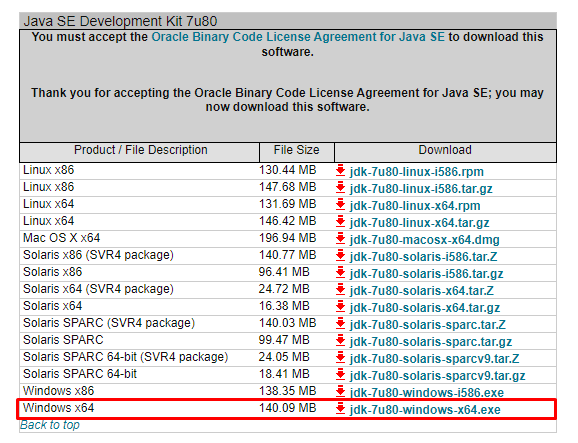 Java SE Development Kit 7u80
You must accept the Oracle Binary Code License Agreement for Java SE to download this
software.
Thank you for accepting the Oracle Binary Code License Agreement for Java SE; you may
now download this software.
Product / File Description File Size Download
Linux x86 130.44 MB jdk-7u80-linux-i586.rpm
Linux x86 147.68 MB jdk-7u80-linux-i586.tar.gz
Linux x64 131.69 MB jdk-7u80-linux-x64.rpm
Linux x64 146.42 MB jdk-7u80-linux-x64.tar.gz
Mac OS X x64 196.94 MB jdk-7u80-macosx-x64.dmg
Solaris x86 (SVR4 package) 140.77 MB jdk-7u80-solaris-i586.tar.Z
Solaris x86 96.41 MB jdk-7u80-solaris-i586.tar.gz
Solaris x64 (SVR4 package) 24.72 MB jdk-7u80-solaris-x64.tar.Z
Solaris x64 16.38 MB jdk-7u80-solaris-x64.tar.gz
Solaris SPARC (SVR4 package) 140.03 MB jdk-7u80-solaris-sparc.tar.Z
Solaris SPARC 99.47 MB jdk-7u80-solaris-sparc.tar.gz
Solaris SPARC 64-bit (SVR4 package) 24.05 MB jdk-7u80-solaris-sparcv9.tar.Z
Solaris SPARC 64-bit 18.41 MB jdk-7u80-solaris-sparcv9.tar.gz
Windows x86 138.35 MB jdk-7u80-windows-i586.exe
Windows x64 140.09 MB jdk-7u80-windows-x64.exe
Back to top